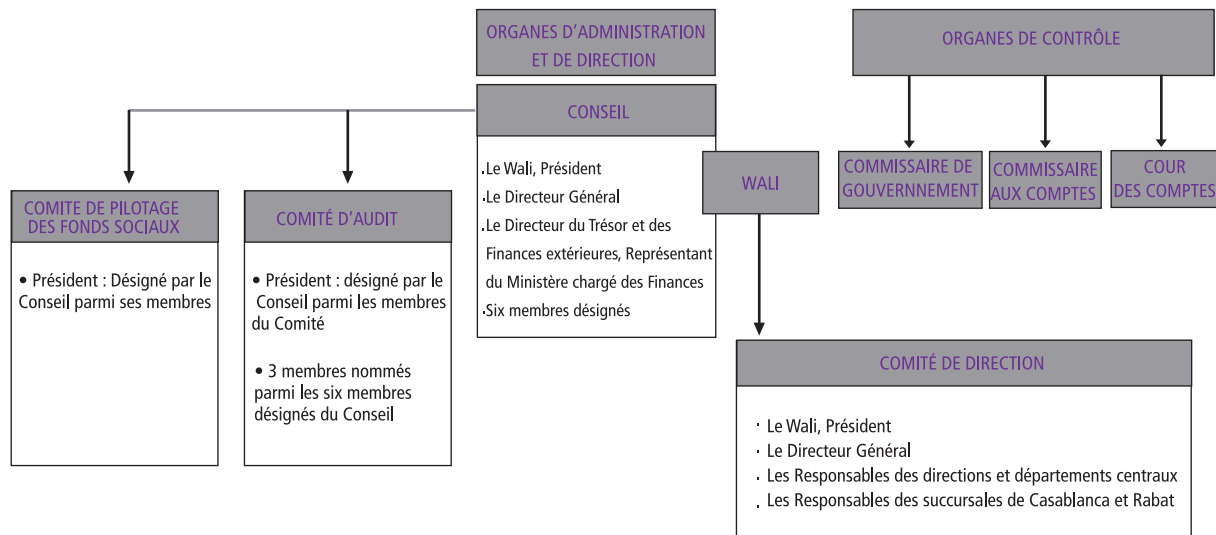 ORGANES D'ADMINISTRATION
ET DE DIRECTION
CONSEIL
.Le Wali, Président
.Le Directeur Général
.Le Directeur du Trésor et des
Finances extérieures, Représentant
du Ministère chargé des Finances
.Six membres désignés
WALI
ORGANES DE CONTRÔLE
COMMISSAIRE DE
GOUVERNNEMENT
COMMISSAIRE
AUX COMPTES
COUR
DES COMPTES
COMITE DE PILOTAGE
DES FONDS SOCIAUX
• Président : Désigné par le
Conseil parmi ses membres
COMITÉ D'AUDIT
• Président : désigné par le
Conseil parmi les membres
du Comité
• 3 membres nommés
parmi les six membres
désignés du Conseil
COMITÉ DE DIRECTION
· Le Wali, Président
· Le Directeur Général
· Les Responsables des directions et départements centraux
· Les Responsables des succursales de Casablanca et Rabat